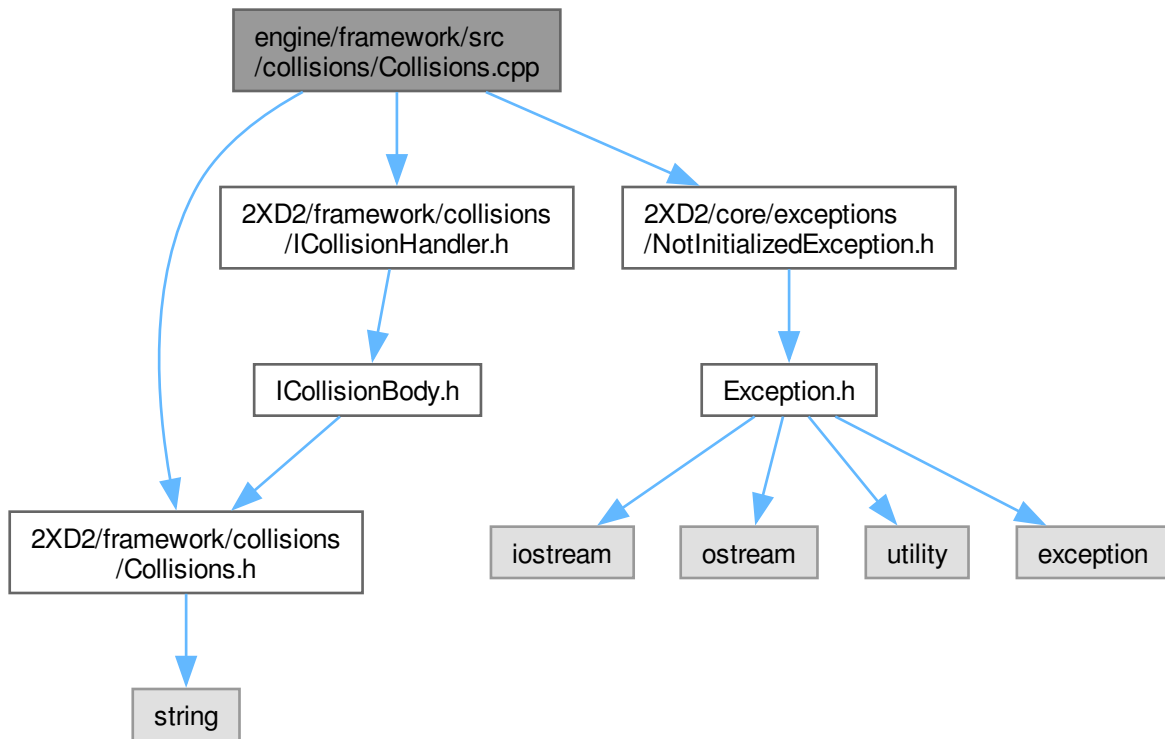 engine/framework/src
/collisions/Collisions.cpp
2XD2/framework/collisions
/ICollisionHandler.h
2XD2/core/exceptions
/NotInitializedException.h
ICollisionBody.h
Exception.h
2XD2/framework/collisions
/Collisions.h
iostream
ostream
utility
exception
string